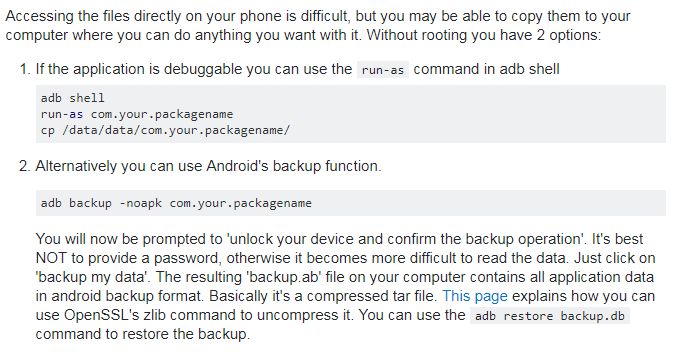 Accessing the files directly on your phone is difficult, but you may be able to copy them to your
computer where you can do anything you want with it. Without rooting you have 2 options:
1. If the application is debuggable you can use the run-as command in adb shell
adb shell
run-as com.your.packagename
cp /data/data/com.your.packagename/
2. Alternatively you can use Android's backup function.
adb backup -noapk com.your.packagename
You will now be prompted to 'unlock your device and confirm the backup operation'. It's best
NOT to provide a password, otherwise it becomes more difficult to read the data. Just click on
'backup my data'. The resulting 'backup.ab' file on your computer contains all application data
in android backup format. Basically it's a compressed tar file. This page explains how you can
use OpenSSL's zlib command to uncompress it. You can use the adb restore backup.db
command to restore the backup.